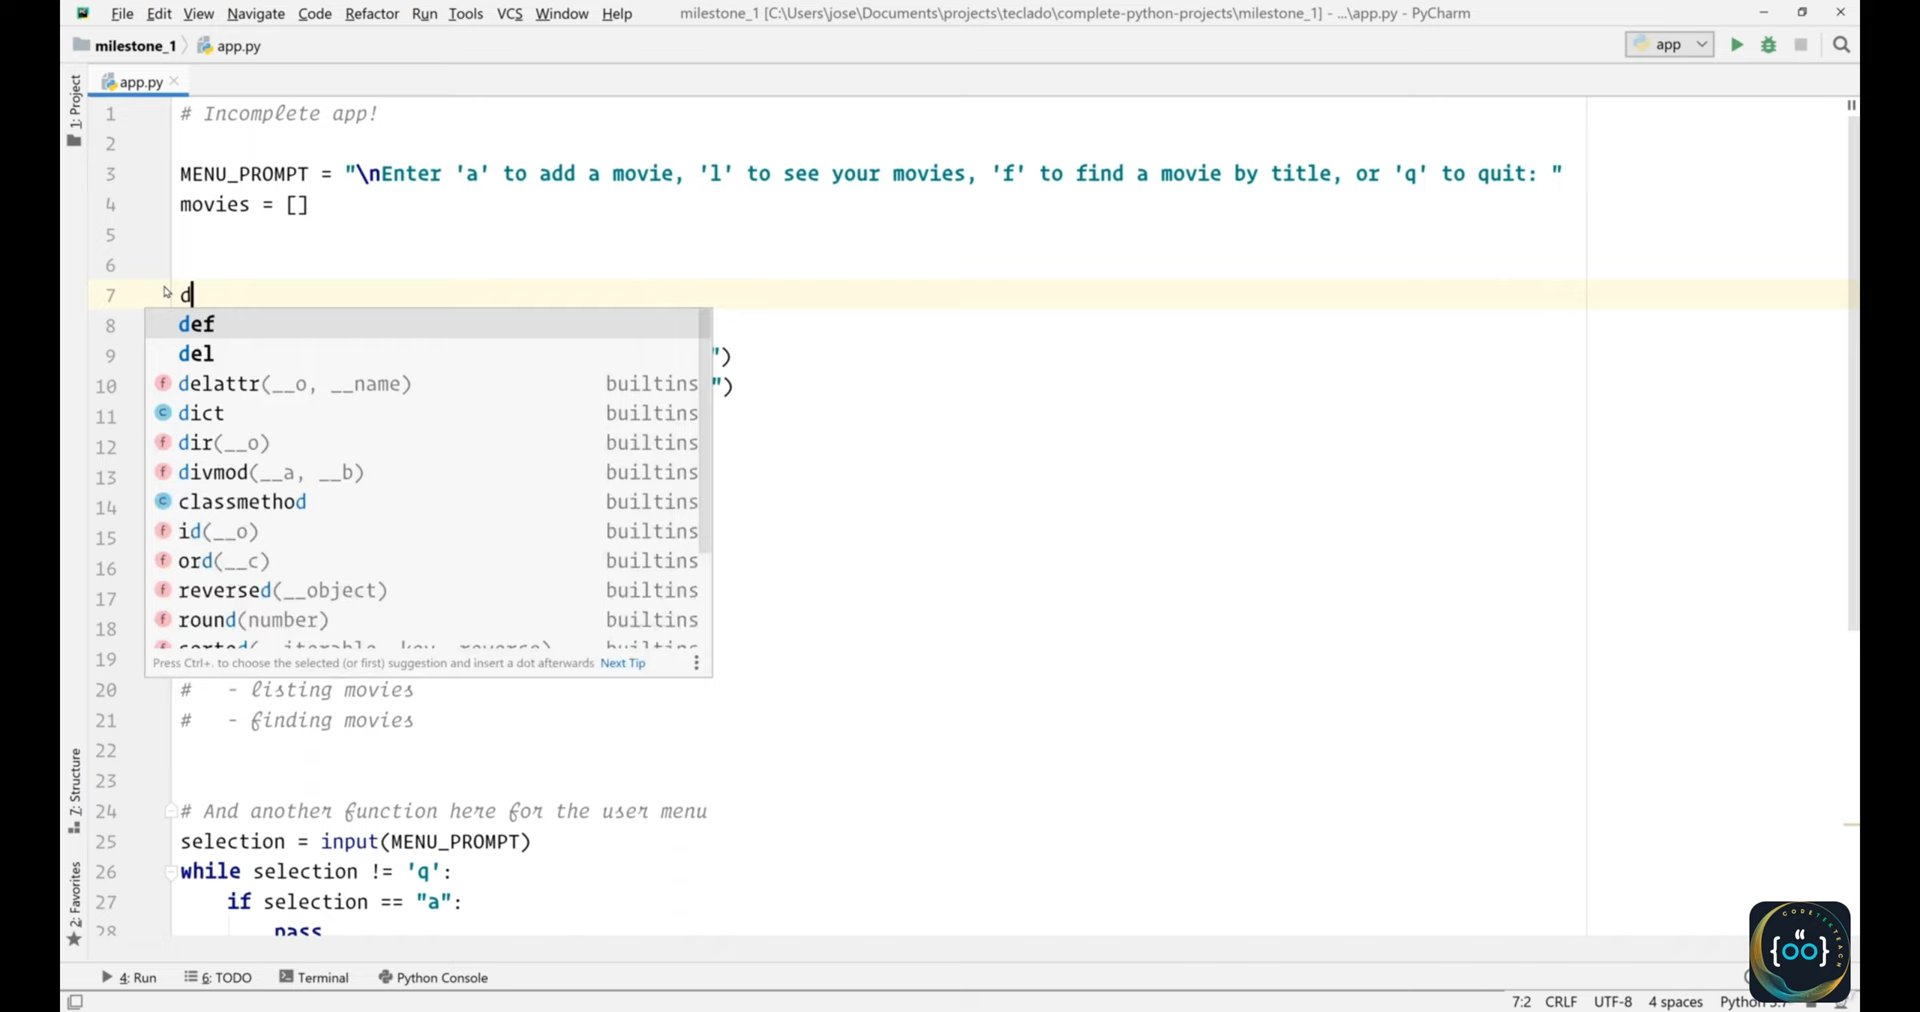 File Edit View Navigate Code Refactor Run Tools VCS Window Help milestone_1 [C:\Users\jose\Documents\projects\teclado\complete-python-projects\milestone_1] - ...\app.py - PyCharm
milestone_1 app.py app
app.py
1: Project
1 # Incomplete app!
2
3 MENU_PROMPT = "\nEnter 'a' to add a movie, 'l' to see your movies, 'f' to find a movie by title, or 'q' to quit: "
4 movies = []
5
6
7 d
8 def
9 del ")
10 delattr(__o, __name) builtins ")
11 dict builtins
12 dir(__o) builtins
13 divmod(__a, __b) builtins
14 classmethod builtins
15 id(__o) builtins
16 ord(__c) builtins
17 reversed(__object) builtins
18 round(number) builtins
19 Press Ctrl+. to choose the selected (or first) suggestion and insert a dot afterwards Next Tip
20 # - listing movies
21 # - finding movies
22
23
24 # And another function here for the user menu
25 selection = input(MENU_PROMPT)
26 while selection != 'q':
27 if selection == "a":
28 pass
7: Structure
2: Favorites
4: Run 6: TODO Terminal Python Console
7:2 CRLF UTF-8 4 spaces Python
CODETEKTEACH